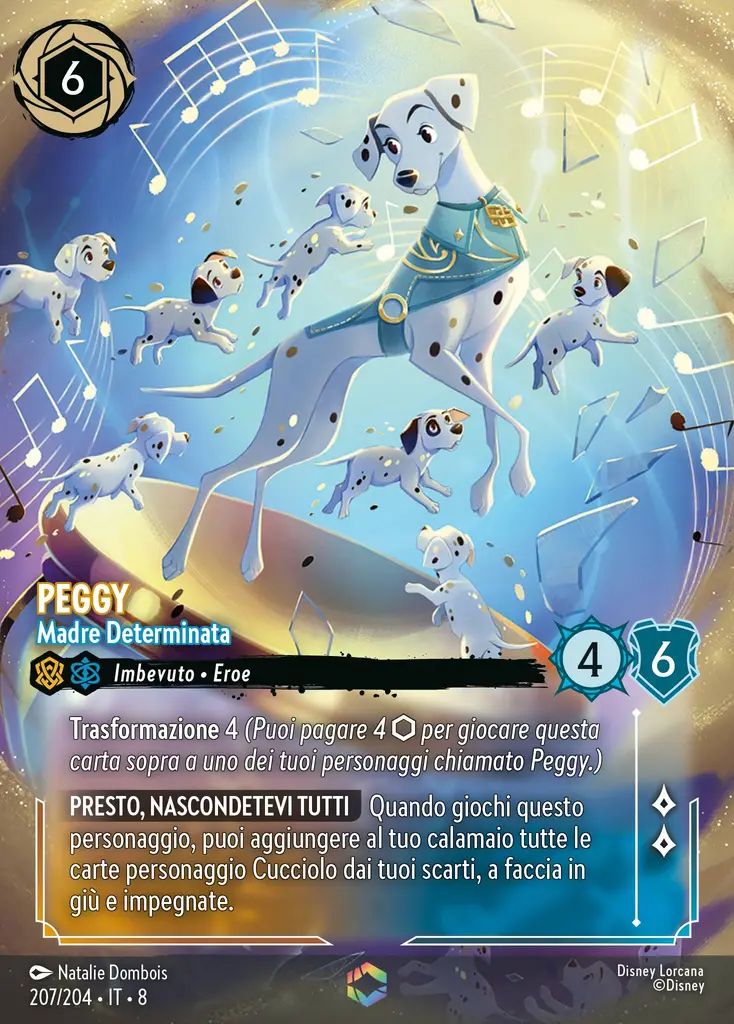 6
PEGGY
Madre Determinata
Imbevuto • Eroe
4
6
Trasformazione 4 (Puoi pagare 4 ⬡ per giocare questa
carta sopra a uno dei tuoi personaggi chiamato Peggy.)
PRESTO, NASCONDETEVI TUTTI Quando giochi questo
personaggio, puoi aggiungere al tuo calamaio tutte le
carte personaggio Cucciolo dai tuoi scarti, a faccia in
giù e impegnate.
Natalie Dombois
207/204 • IT • 8
Disney Lorcana
©Disney